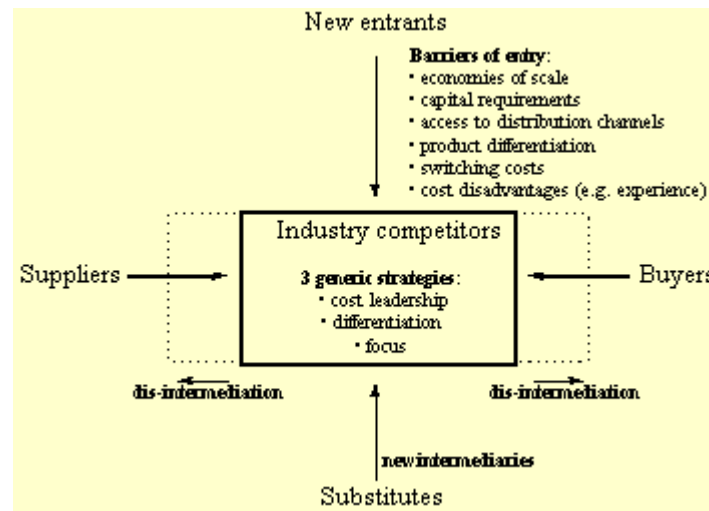 New entrants
Barriers of entry:
• economies of scale
• capital requirements
• access to distribution channels
• product differentiation
• switching costs
• cost disadvantages (e.g. experience)
Industry competitors
Suppliers
3 generic strategies:
Buyers
• cost leadership
• differentiation
• focus
dis-intermediation
dis-intermediation
new intermediaries
Substitutes